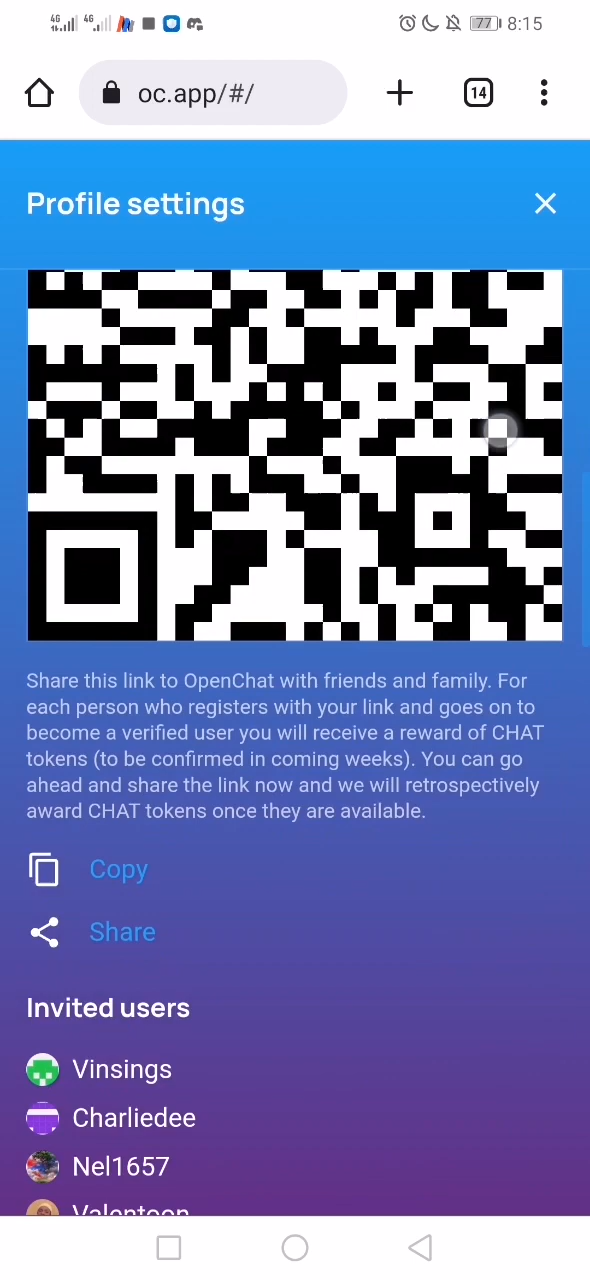 4G 4G 77 8:15
oc.app/#/ 14
Profile settings
Share this link to OpenChat with friends and family. For
each person who registers with your link and goes on to
become a verified user you will receive a reward of CHAT
tokens (to be confirmed in coming weeks). You can go
ahead and share the link now and we will retrospectively
award CHAT tokens once they are available.
Copy
Share
Invited users
Vinsings
Charliedee
Nel1657
Valentoon